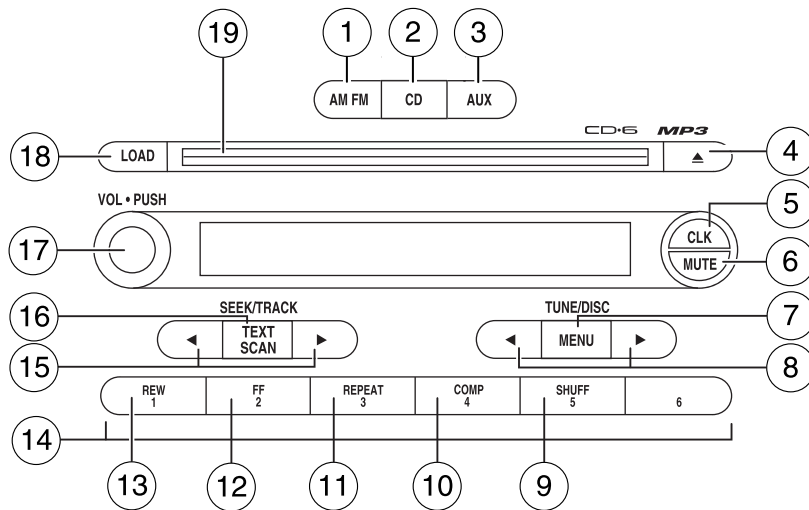 1 2 3
19
AM FM CD AUX
CD•6 MP3
18 LOAD 4
VOL • PUSH
5
17 CLK
MUTE 6
SEEK/TRACK TUNE/DISC
16 7
TEXT SCAN MENU
15 8
REW 1 FF 2 REPEAT 3 COMP 4 SHUFF 5 6
14
13 12 11 10 9